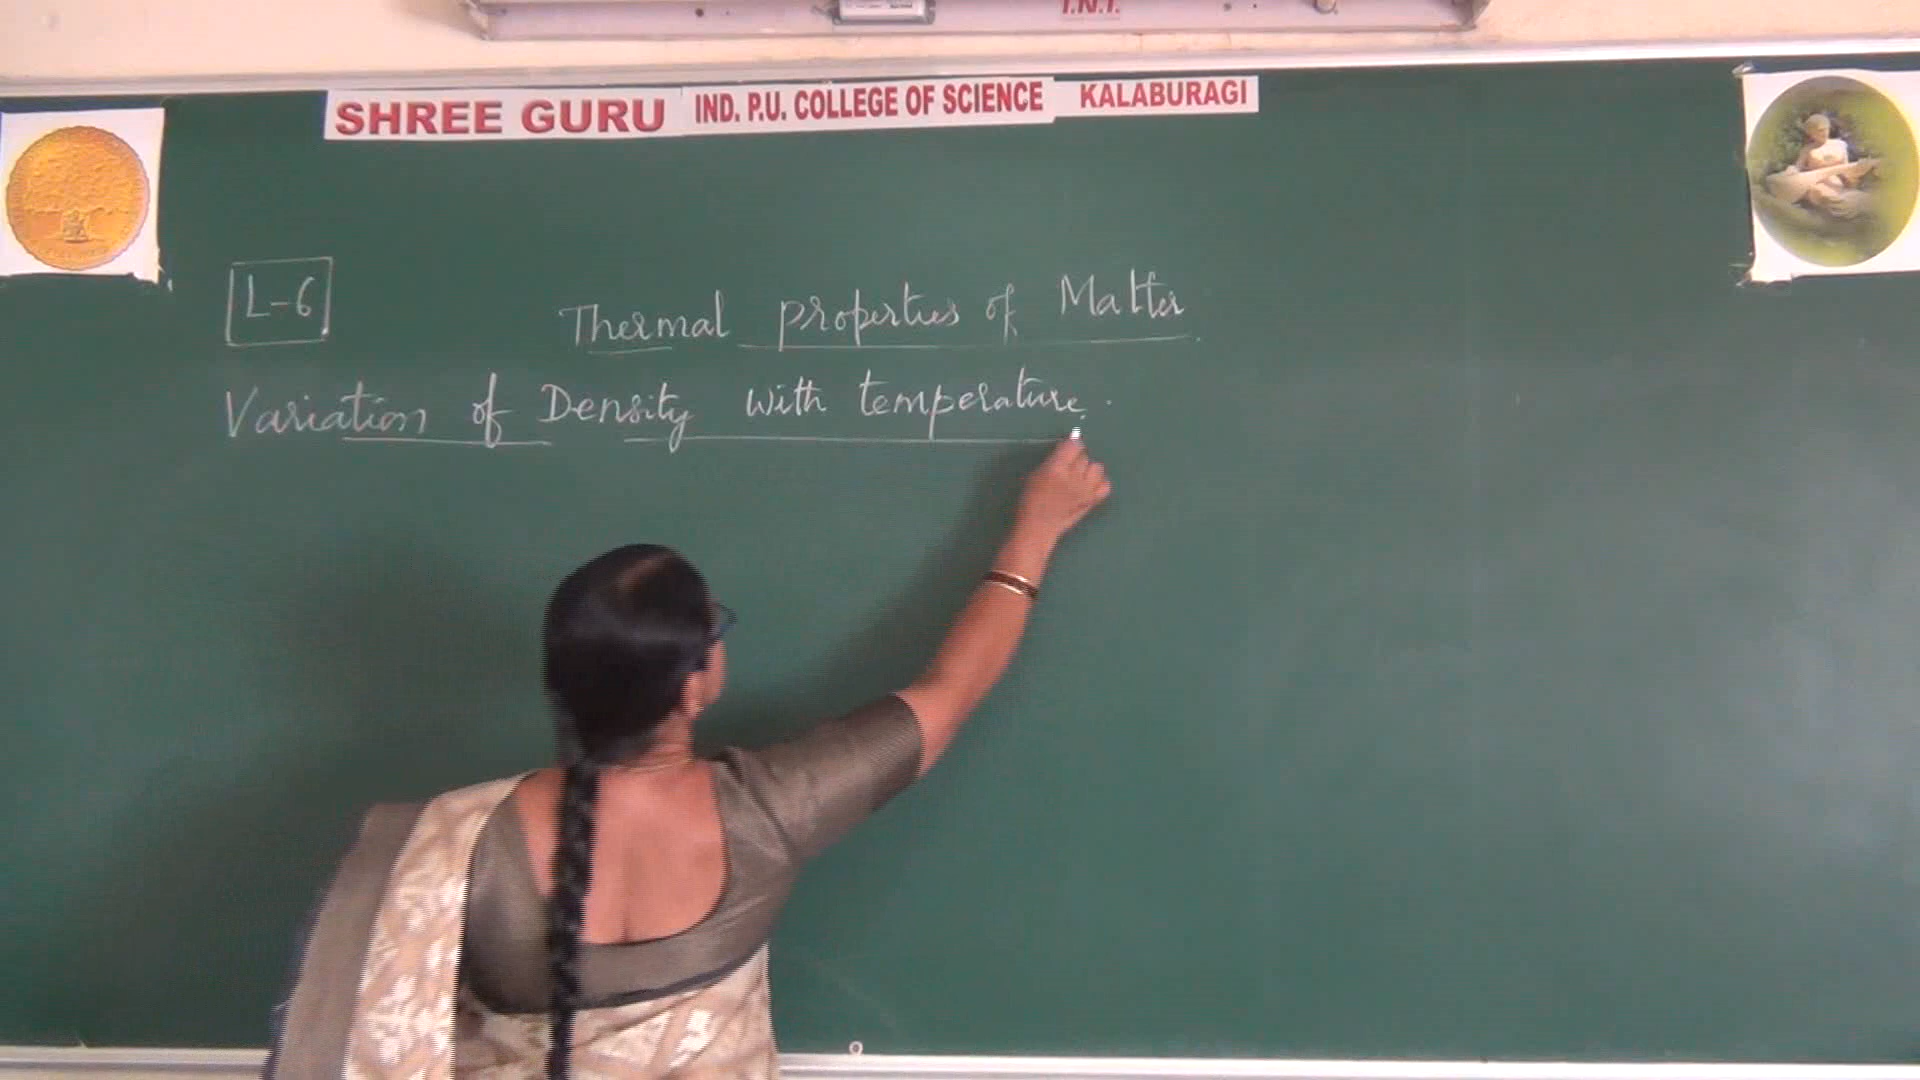 T.N.T.
SHREE GURU IND. P.U. COLLEGE OF SCIENCE KALABURAGI
L-6
Thermal properties of Matter
Variation of Density with temperature.